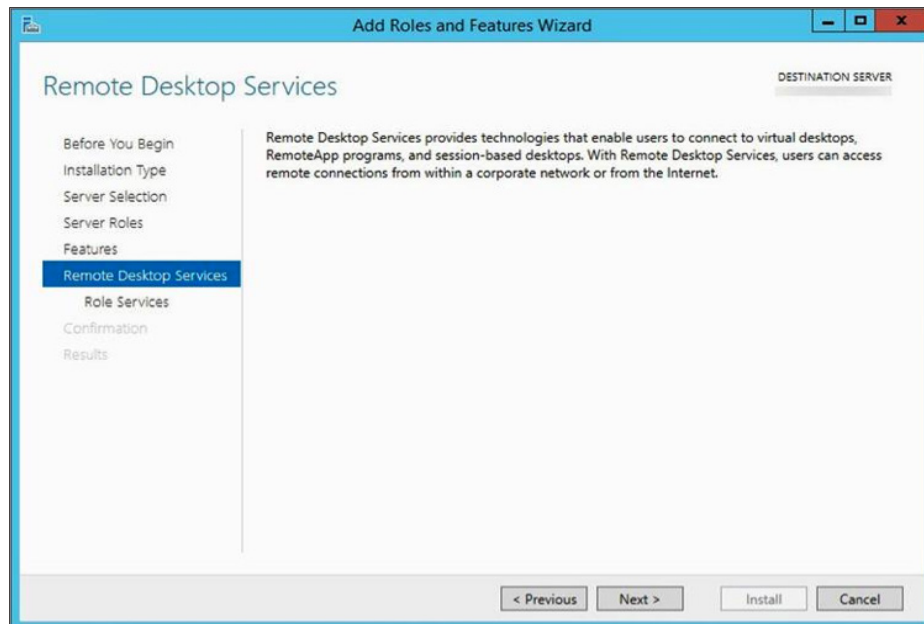 Add Roles and Features Wizard
Remote Desktop Services
DESTINATION SERVER
Before You Begin
Installation Type
Server Selection
Server Roles
Features
Remote Desktop Services
Role Services
Confirmation
Results
Remote Desktop Services provides technologies that enable users to connect to virtual desktops,
RemoteApp programs, and session-based desktops. With Remote Desktop Services, users can access
remote connections from within a corporate network or from the Internet.
< Previous
Next >
Install
Cancel